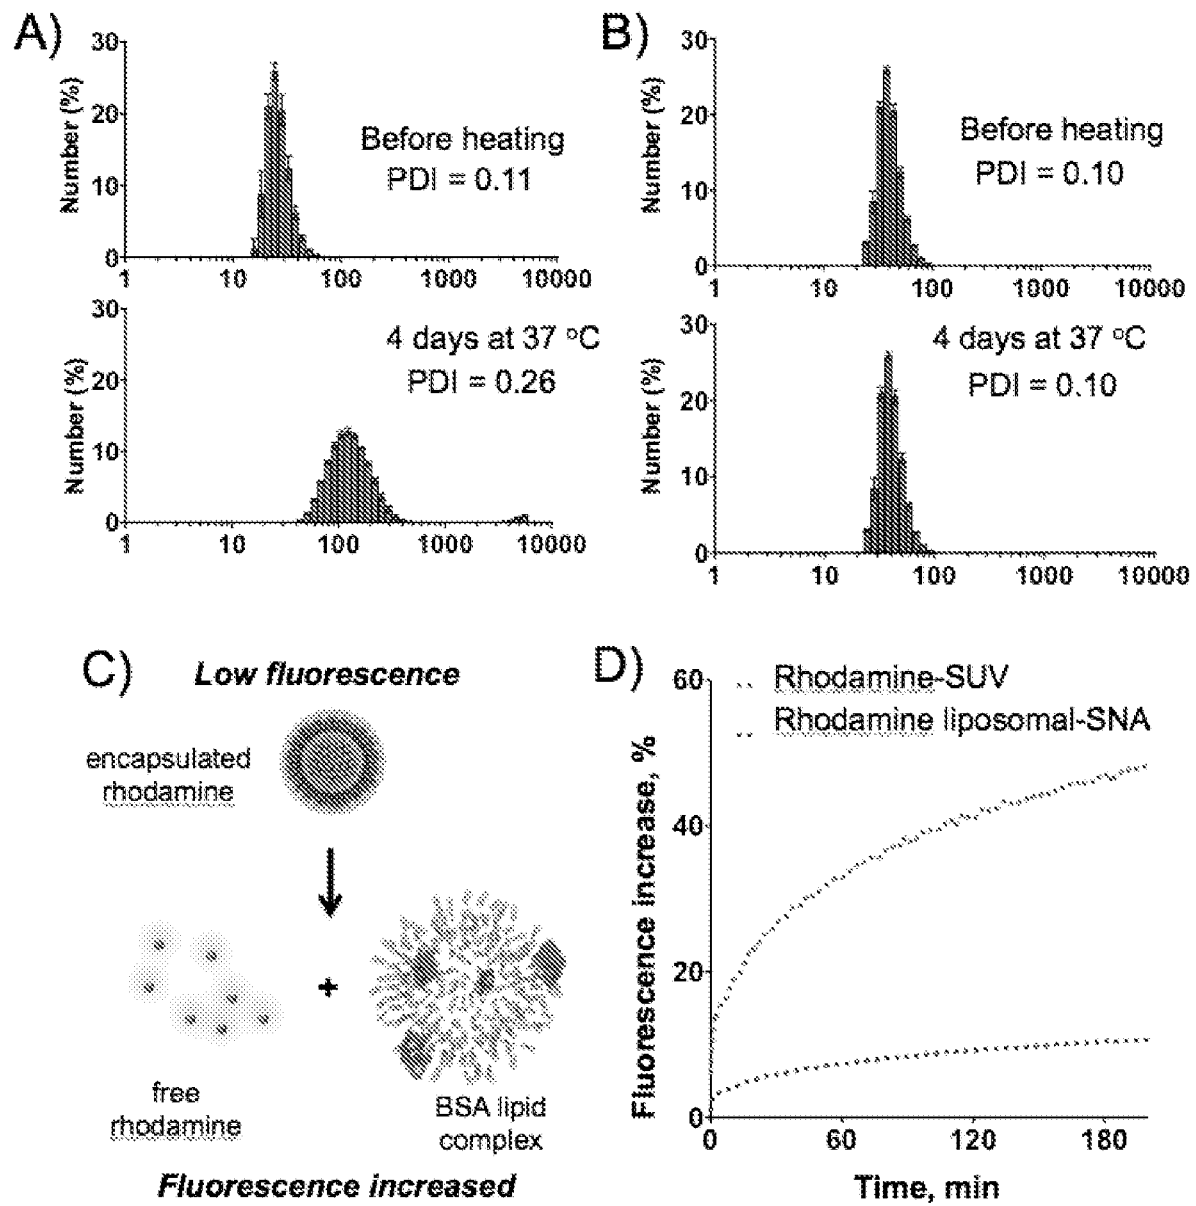 A)
30
20
10
0
Number (%)
Before heating
PDI = 0.11
1 10 100 1000 10000
30
20
10
0
Number (%)
4 days at 37 °C
PDI = 0.26
1 10 100 1000 10000
B)
30
20
10
0
Number (%)
Before heating
PDI = 0.10
1 10 100 1000 10000
30
20
10
0
Number (%)
4 days at 37 °C
PDI = 0.10
1 10 100 1000 10000
C)
Low fluorescence
encapsulated
rhodamine
+
free
rhodamine
BSA lipid
complex
Fluorescence increased
D)
Rhodamine-SUV
Rhodamine liposomal-SNA
60
40
20
0
Fluorescence increase, %
0 60 120 180
Time, min